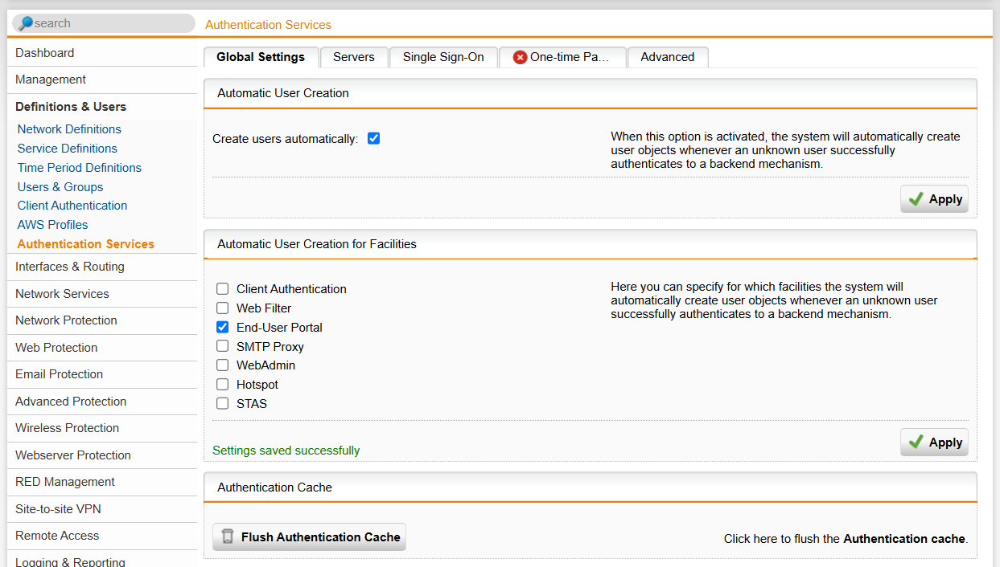 search
Authentication Services
Dashboard
Management
Definitions & Users
Network Definitions
Service Definitions
Time Period Definitions
Users & Groups
Client Authentication
AWS Profiles
Authentication Services
Interfaces & Routing
Network Services
Network Protection
Web Protection
Email Protection
Advanced Protection
Wireless Protection
Webserver Protection
RED Management
Site-to-site VPN
Remote Access
Logging & Reporting
Global Settings
Servers
Single Sign-On
One-time Pa...
Advanced
Automatic User Creation
Create users automatically:
When this option is activated, the system will automatically create
user objects whenever an unknown user successfully
authenticates to a backend mechanism.
Apply
Automatic User Creation for Facilities
Client Authentication
Web Filter
End-User Portal
SMTP Proxy
WebAdmin
Hotspot
STAS
Here you can specify for which facilities the system will
automatically create user objects whenever an unknown user
successfully authenticates to a backend mechanism.
Settings saved successfully
Apply
Authentication Cache
Flush Authentication Cache
Click here to flush the Authentication cache.